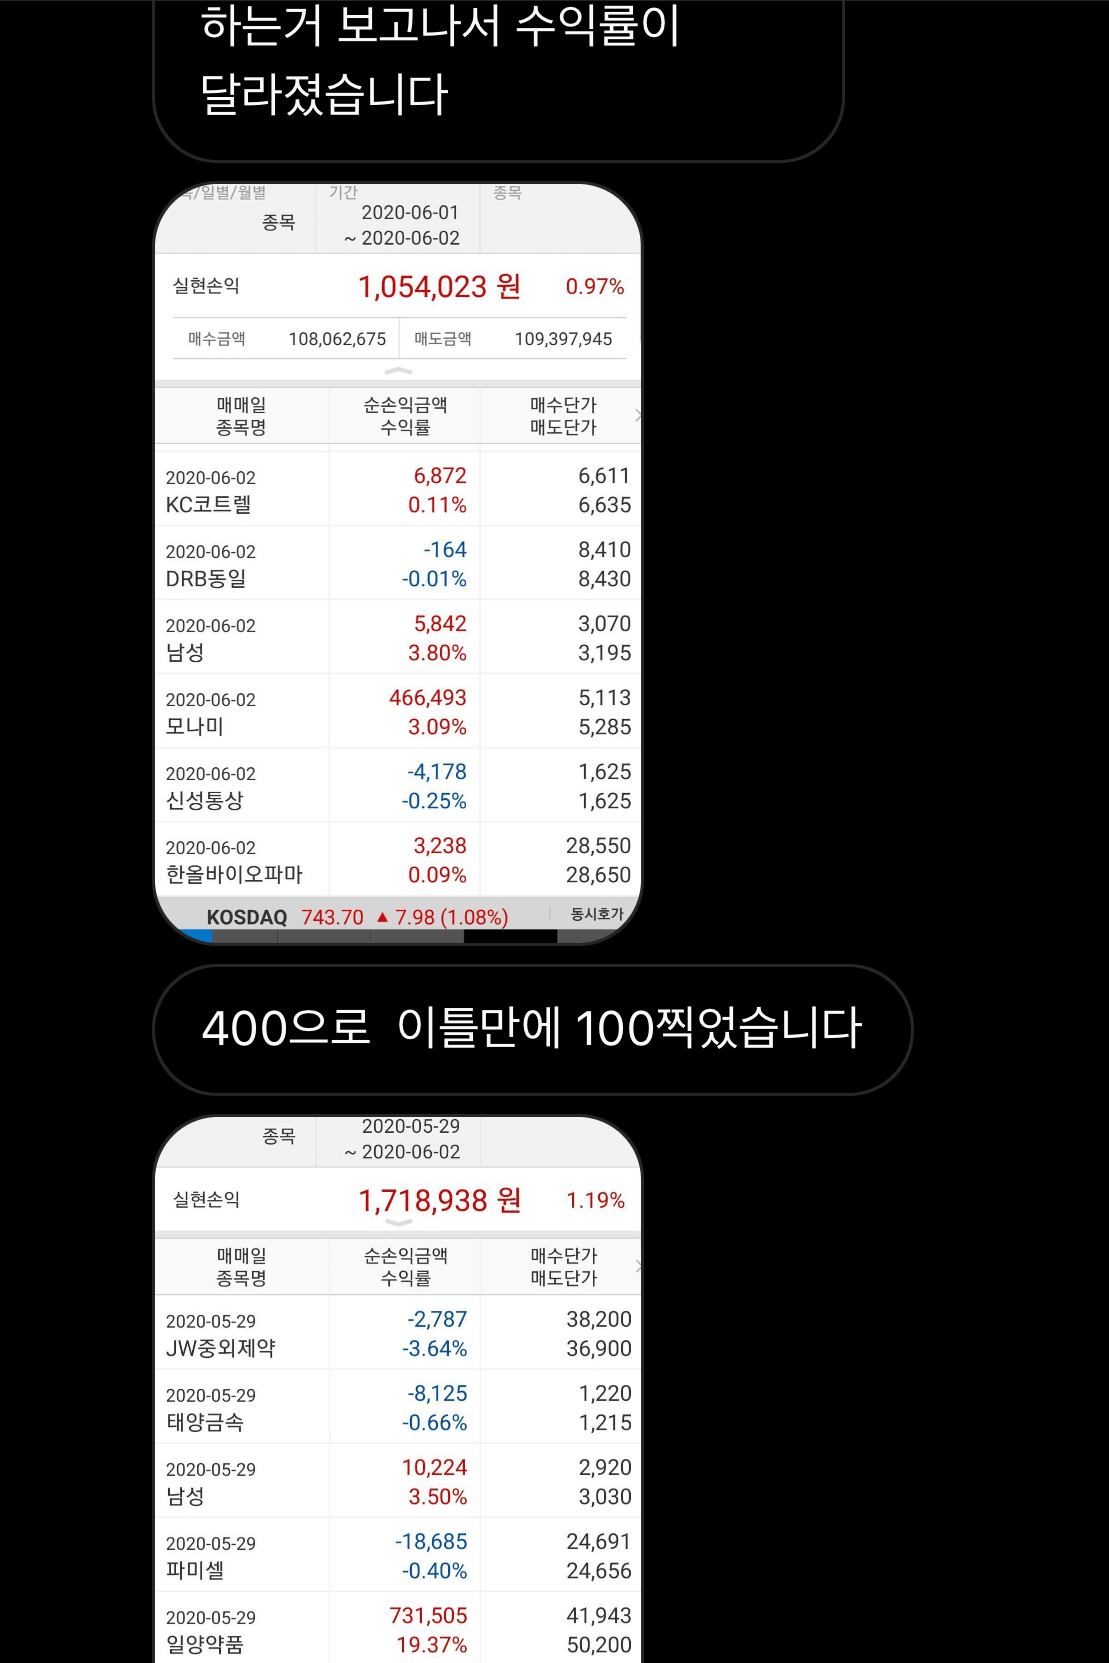 하는거 보고나서 수익률이
달라졌습니다
/일별/월별 기간 종목
종목 2020-06-01
~ 2020-06-02
실현손익 1,054,023 원 0.97%
매수금액 108,062,675 매도금액 109,397,945
매매일 순손익금액 매수단가
종목명 수익률 매도단가
2020-06-02 6,872 6,611
KC코트렐 0.11% 6,635
2020-06-02 -164 8,410
DRB동일 -0.01% 8,430
2020-06-02 5,842 3,070
남성 3.80% 3,195
2020-06-02 466,493 5,113
모나미 3.09% 5,285
2020-06-02 -4,178 1,625
신성통상 -0.25% 1,625
2020-06-02 3,238 28,550
한올바이오파마 0.09% 28,650
KOSDAQ 743.70 ▲ 7.98 (1.08%) 동시호가
400으로 이틀만에 100찍었습니다
종목 2020-05-29
~ 2020-06-02
실현손익 1,718,938 원 1.19%
매매일 순손익금액 매수단가
종목명 수익률 매도단가
2020-05-29 -2,787 38,200
JW중외제약 -3.64% 36,900
2020-05-29 -8,125 1,220
태양금속 -0.66% 1,215
2020-05-29 10,224 2,920
남성 3.50% 3,030
2020-05-29 -18,685 24,691
파미셀 -0.40% 24,656
2020-05-29 731,505 41,943
일양약품 19.37% 50,200